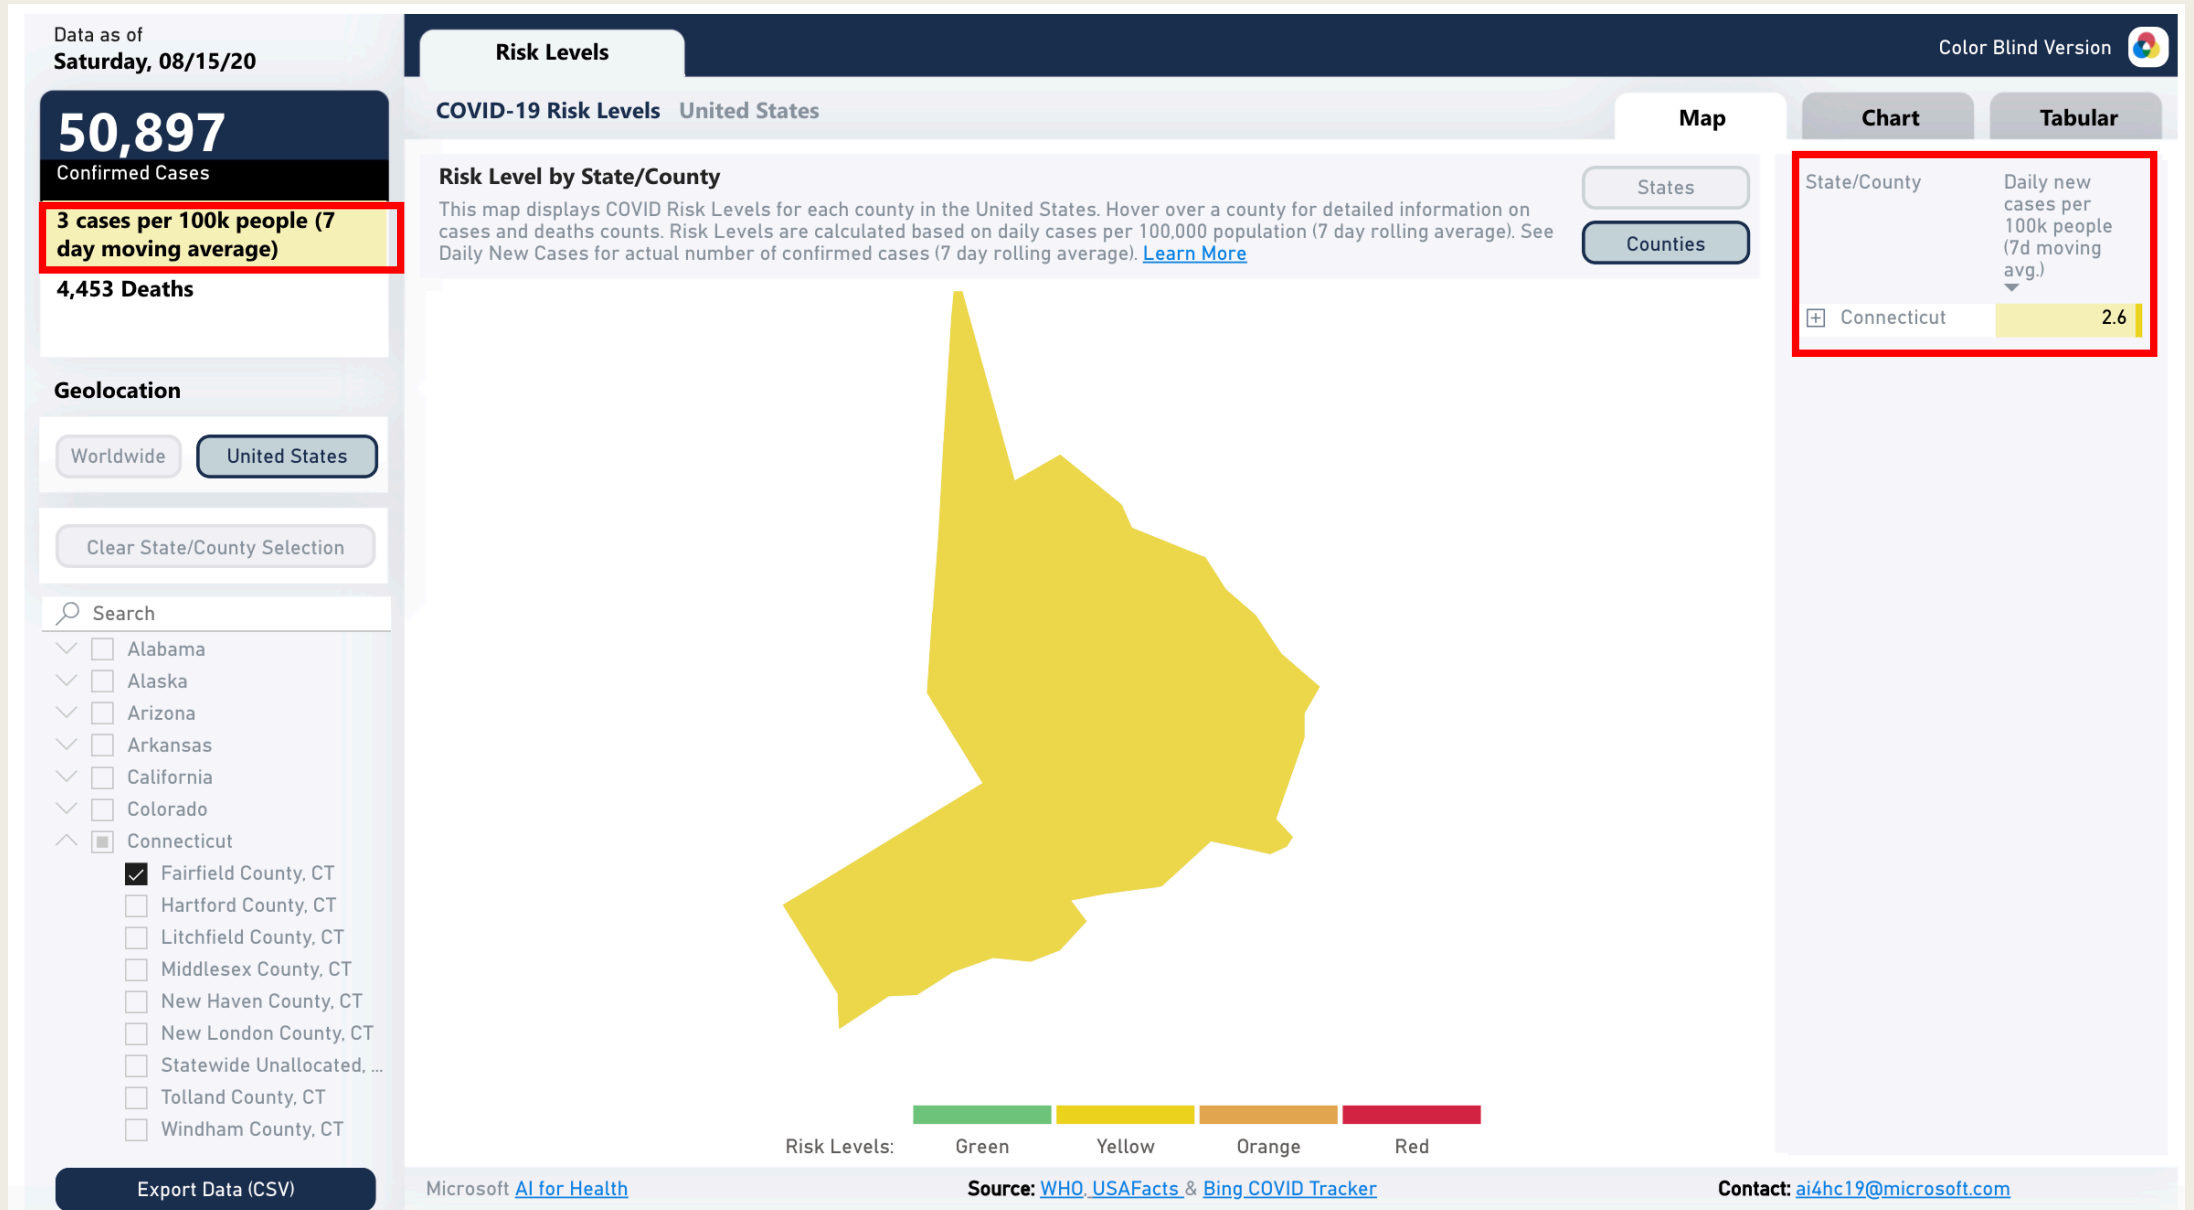 Data as of
Saturday, 08/15/20
Risk Levels
Color Blind Version
50,897
Confirmed Cases
3 cases per 100k people (7
day moving average)
4,453 Deaths
COVID-19 Risk Levels United States
Map
Chart
Tabular
Risk Level by State/County
This map displays COVID Risk Levels for each county in the United States. Hover over a county for detailed information on
cases and deaths counts. Risk Levels are calculated based on daily cases per 100,000 population (7 day rolling average). See
Daily New Cases for actual number of confirmed cases (7 day rolling average). Learn More
States
Counties
State/County
Daily new
cases per
100k people
(7d moving
avg.)
Connecticut 2.6
Geolocation
Worldwide
United States
Clear State/County Selection
Search
Alabama
Alaska
Arizona
Arkansas
California
Colorado
Connecticut
Fairfield County, CT
Hartford County, CT
Litchfield County, CT
Middlesex County, CT
New Haven County, CT
New London County, CT
Statewide Unallocated, ...
Tolland County, CT
Windham County, CT
Export Data (CSV)
Risk Levels: Green Yellow Orange Red
Microsoft AI for Health
Source: WHO, USAFacts & Bing COVID Tracker
Contact: ai4hc19@microsoft.com